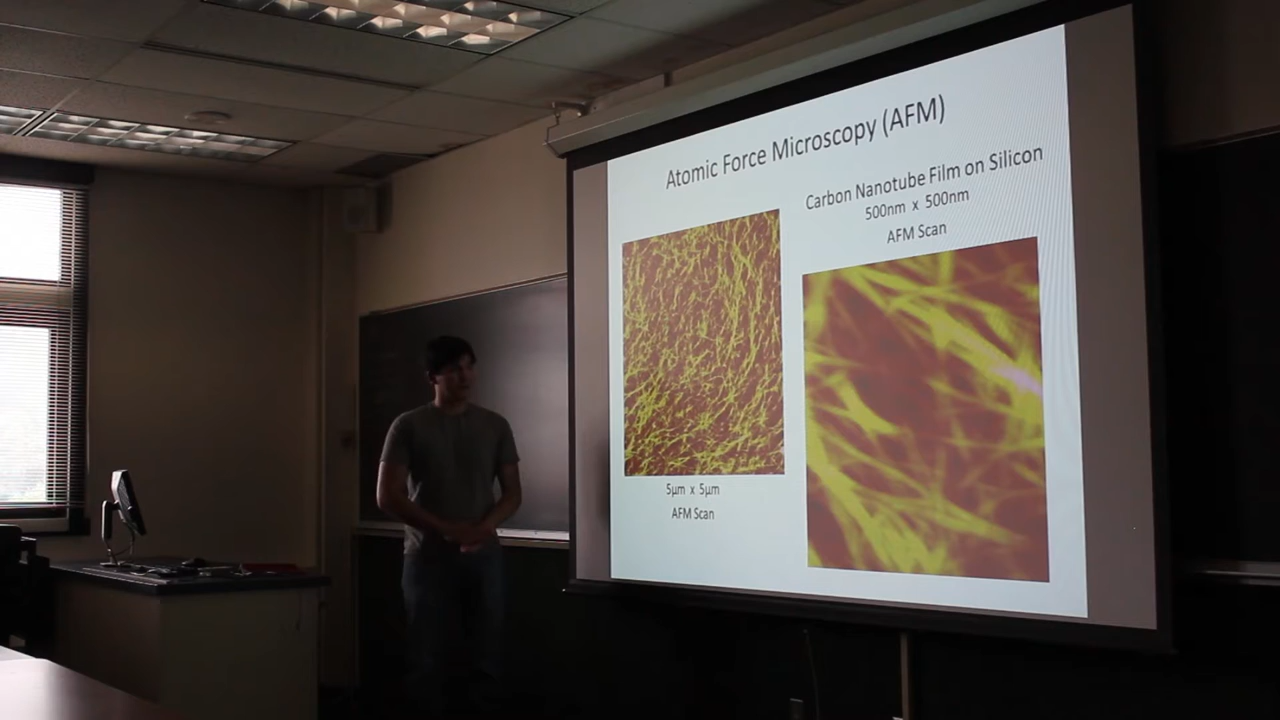 Atomic Force Microscopy (AFM)
Carbon Nanotube Film on Silicon
500nm x 500nm
AFM Scan
5µm x 5µm
AFM Scan